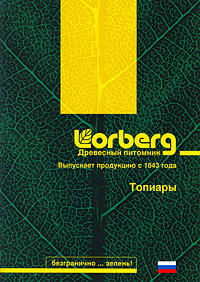 Lorberg
Древесный питомник
Выпускает продукцию с 1843 года
Топиары
безгранично ... зелень!